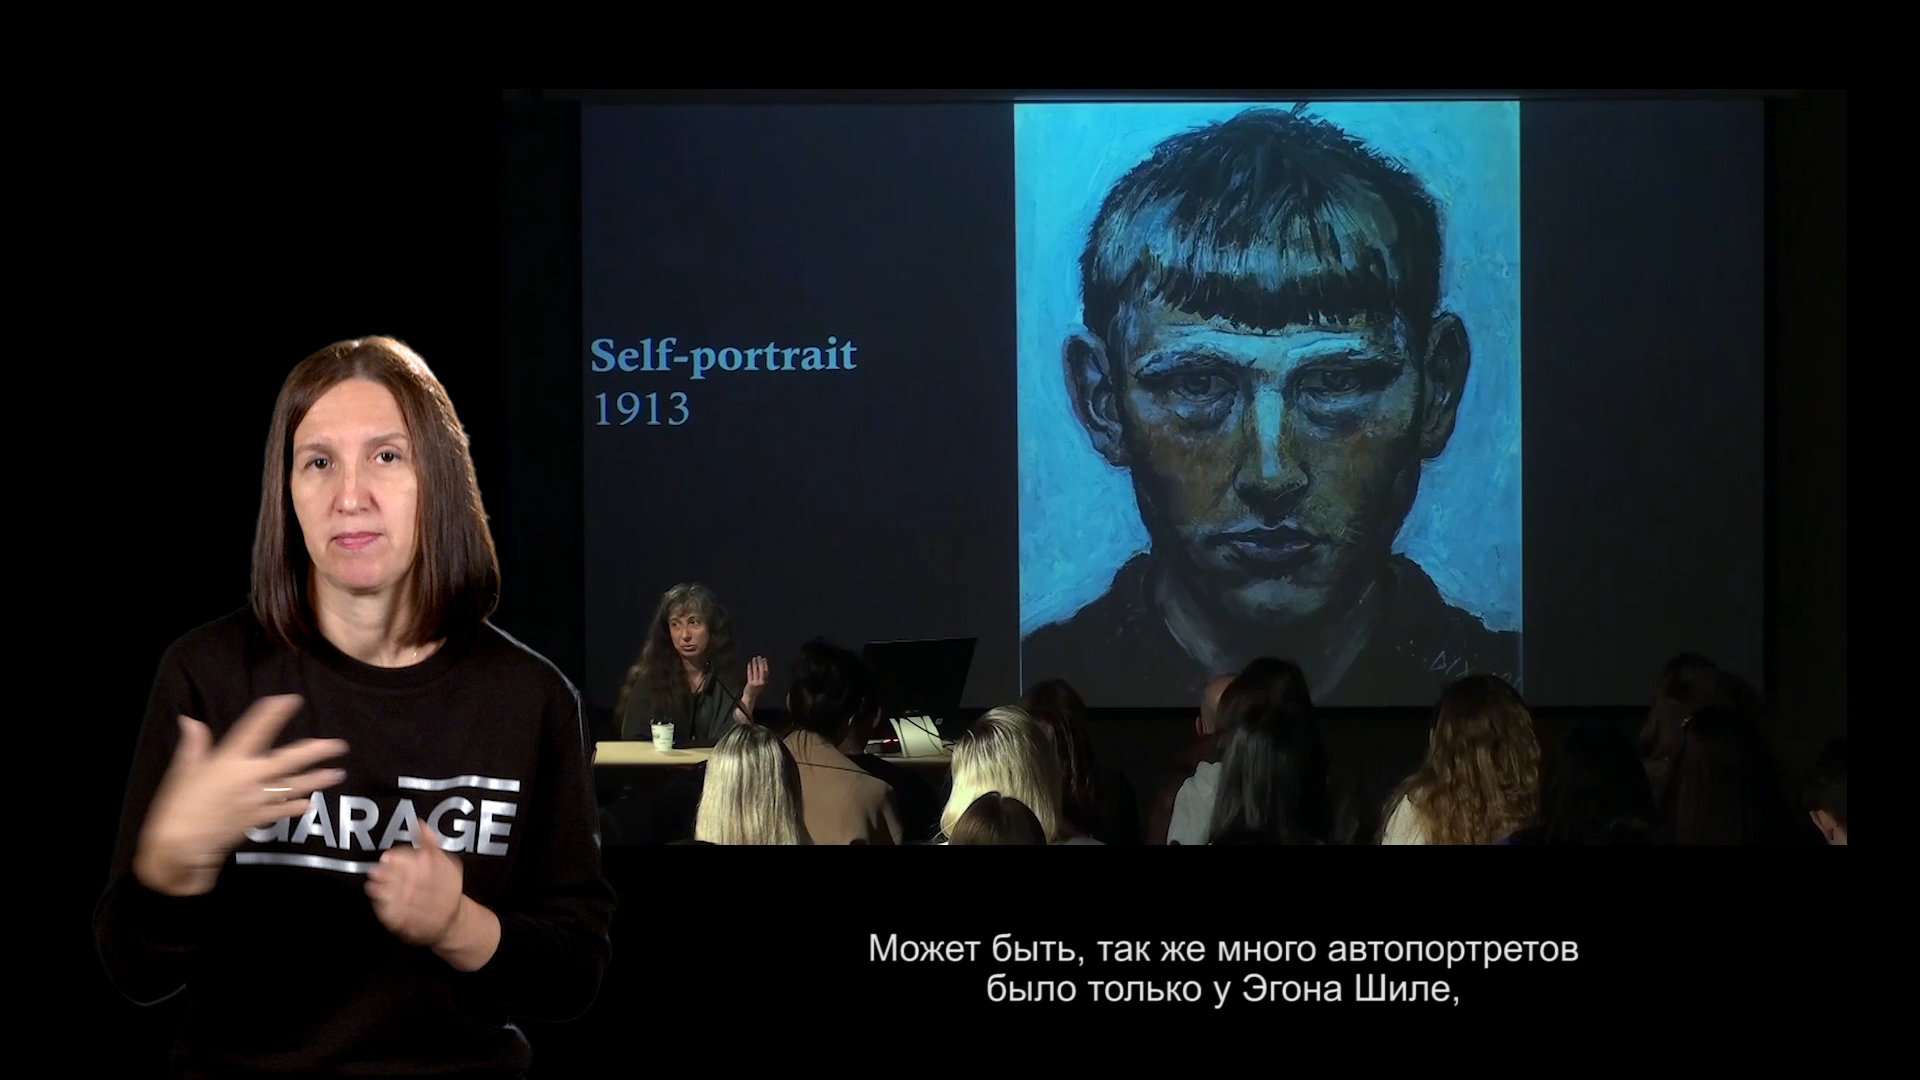 Self-portrait
1913
GARAGE
Может быть, так же много автопортретов
было только у Эгона Шиле,